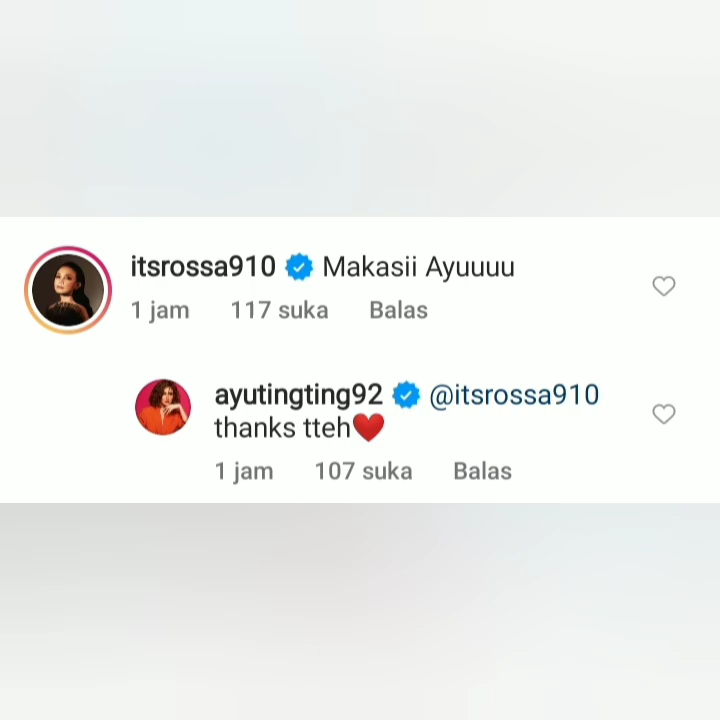 itsrossa910 Makasii Ayuuuu
1 jam 117 suka Balas
ayutingting92 @itsrossa910
thanks tteh❤️
1 jam 107 suka Balas